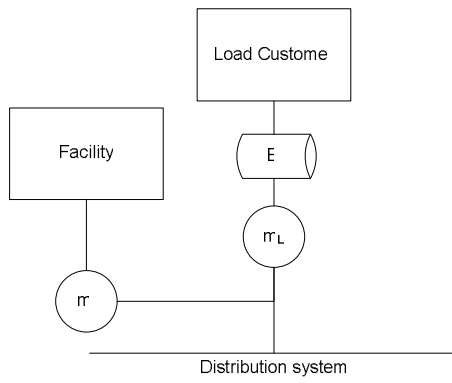 Load Custome
Facility
E
m L
m
Distribution system